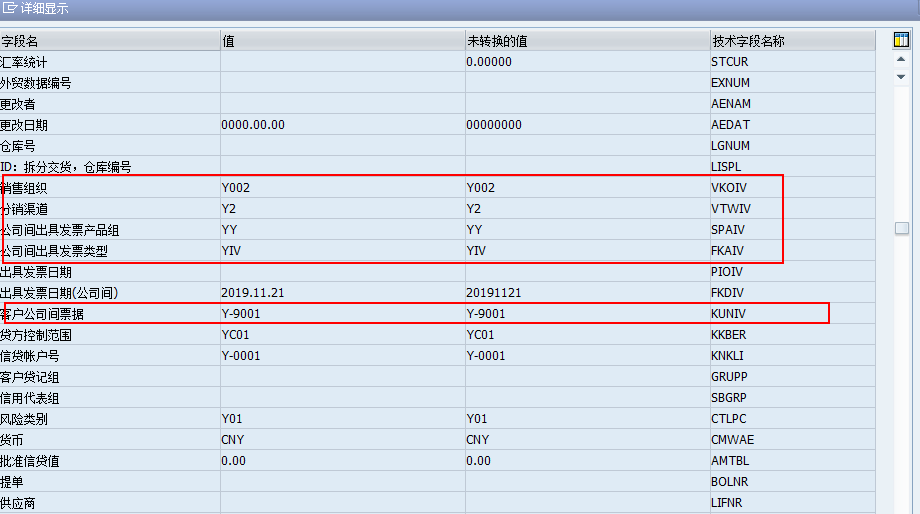 详细显示
字段名 值 未转换的值 技术字段名称
汇率统计 0.00000 STCUR
外贸数据编号 EXNUM
更改者 AENAM
更改日期 0000.00.00 00000000 AEDAT
仓库号 LGNUM
ID：拆分交货，仓库编号 LISPL
销售组织 Y002 Y002 VKOIV
分销渠道 Y2 Y2 VTWIV
公司间出具发票产品组 YY YY SPAIV
公司间出具发票类型 YIV YIV FKAIV
出具发票日期 PIOIV
出具发票日期(公司间) 2019.11.21 20191121 FKDIV
客户公司间票据 Y-9001 Y-9001 KUNIV
贷方控制范围 YC01 YC01 KKBER
信贷帐户号 Y-0001 Y-0001 KNKLI
客户贷记组 GRUPP
信用代表组 SBGRP
风险类别 Y01 Y01 CTLPC
货币 CNY CNY CMWAE
批准信贷值 0.00 0.00 AMTBL
提单 BOLNR
供应商 LIFNR